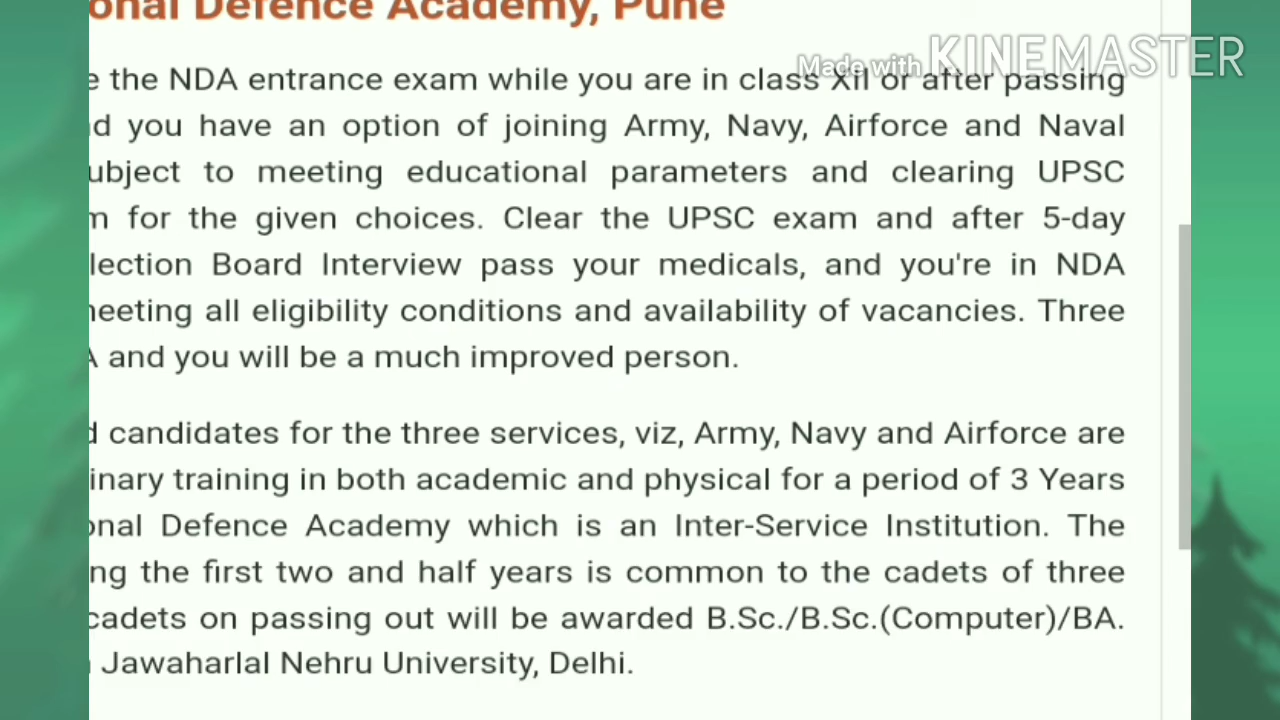 onal Defence Academy, Pune
Made with KINEMASTER
e the NDA entrance exam while you are in class XII or after passing
d you have an option of joining Army, Navy, Airforce and Naval
ubject to meeting educational parameters and clearing UPSC
m for the given choices. Clear the UPSC exam and after 5-day
lection Board Interview pass your medicals, and you're in NDA
eeting all eligibility conditions and availability of vacancies. Three
A and you will be a much improved person.
d candidates for the three services, viz, Army, Navy and Airforce are
inary training in both academic and physical for a period of 3 Years
onal Defence Academy which is an Inter-Service Institution. The
ng the first two and half years is common to the cadets of three
cadets on passing out will be awarded B.Sc./B.Sc.(Computer)/BA.
Jawaharlal Nehru University, Delhi.